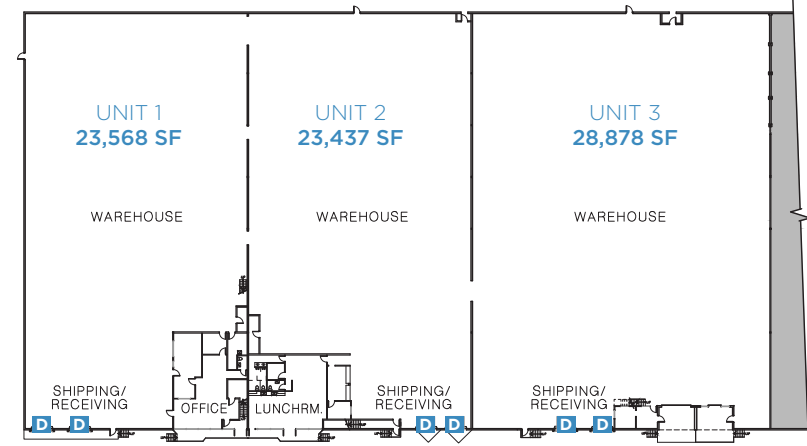 UNIT 1
23,568 SF
UNIT 2
23,437 SF
UNIT 3
28,878 SF
WAREHOUSE
WAREHOUSE
WAREHOUSE
SHIPPING/
RECEIVING
D D
OFFICE
LUNCHRM.
SHIPPING/
RECEIVING
D D
SHIPPING/
RECEIVING
D D